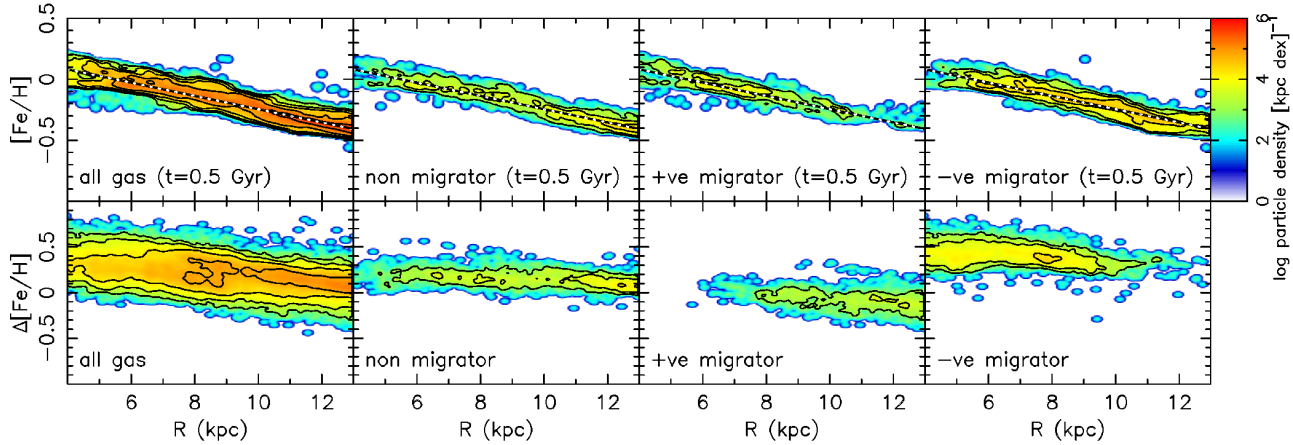 0.5
0
−0.5
[Fe/H]
all gas (t=0.5 Gyr)
non migrator (t=0.5 Gyr)
+ve migrator (t=0.5 Gyr)
−ve migrator (t=0.5 Gyr)
0.5
0
−0.5
Δ[Fe/H]
all gas
non migrator
+ve migrator
−ve migrator
6 8 10 12
6 8 10 12
6 8 10 12
6 8 10 12
R (kpc)
R (kpc)
R (kpc)
R (kpc)
0 2 4 6
log particle density [kpc dex]⁻¹